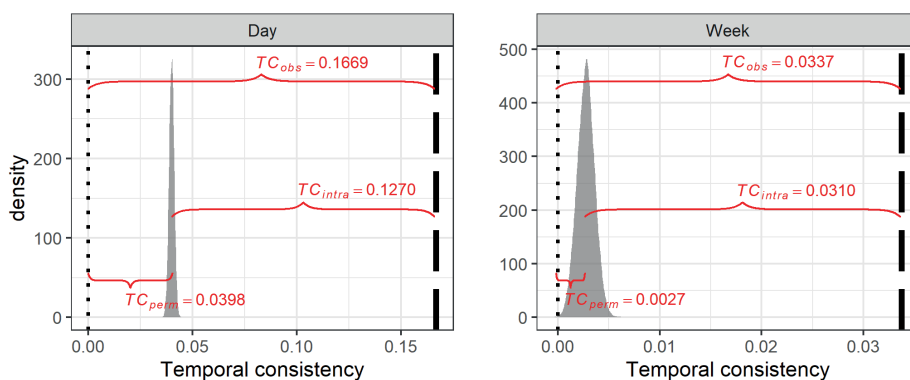 Day
Week
TC_obs = 0.1669
TC_intra = 0.1270
TC_perm = 0.0398
TC_obs = 0.0337
TC_intra = 0.0310
TC_perm = 0.0027
density
300
200
100
0
500
400
300
200
100
0
0.00 0.05 0.10 0.15
0.00 0.01 0.02 0.03
Temporal consistency
Temporal consistency